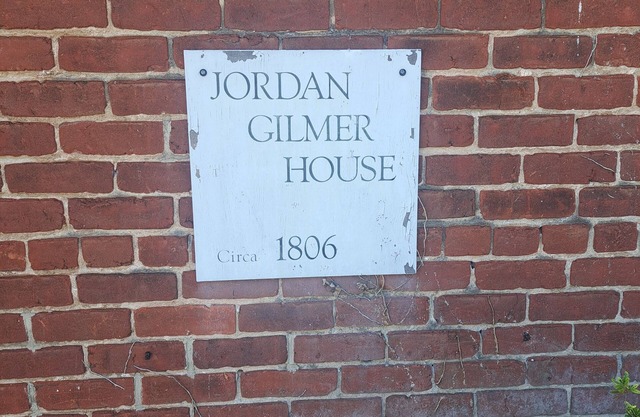 JORDAN
GILMER
HOUSE
Circa 1806